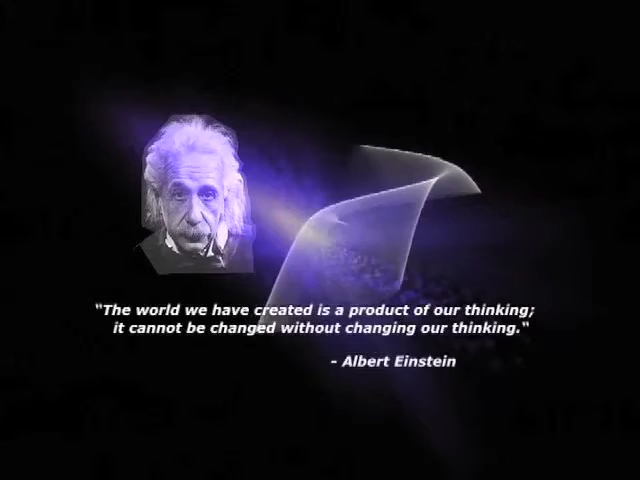 "The world we have created is a product of our thinking;
it cannot be changed without changing our thinking."
- Albert Einstein